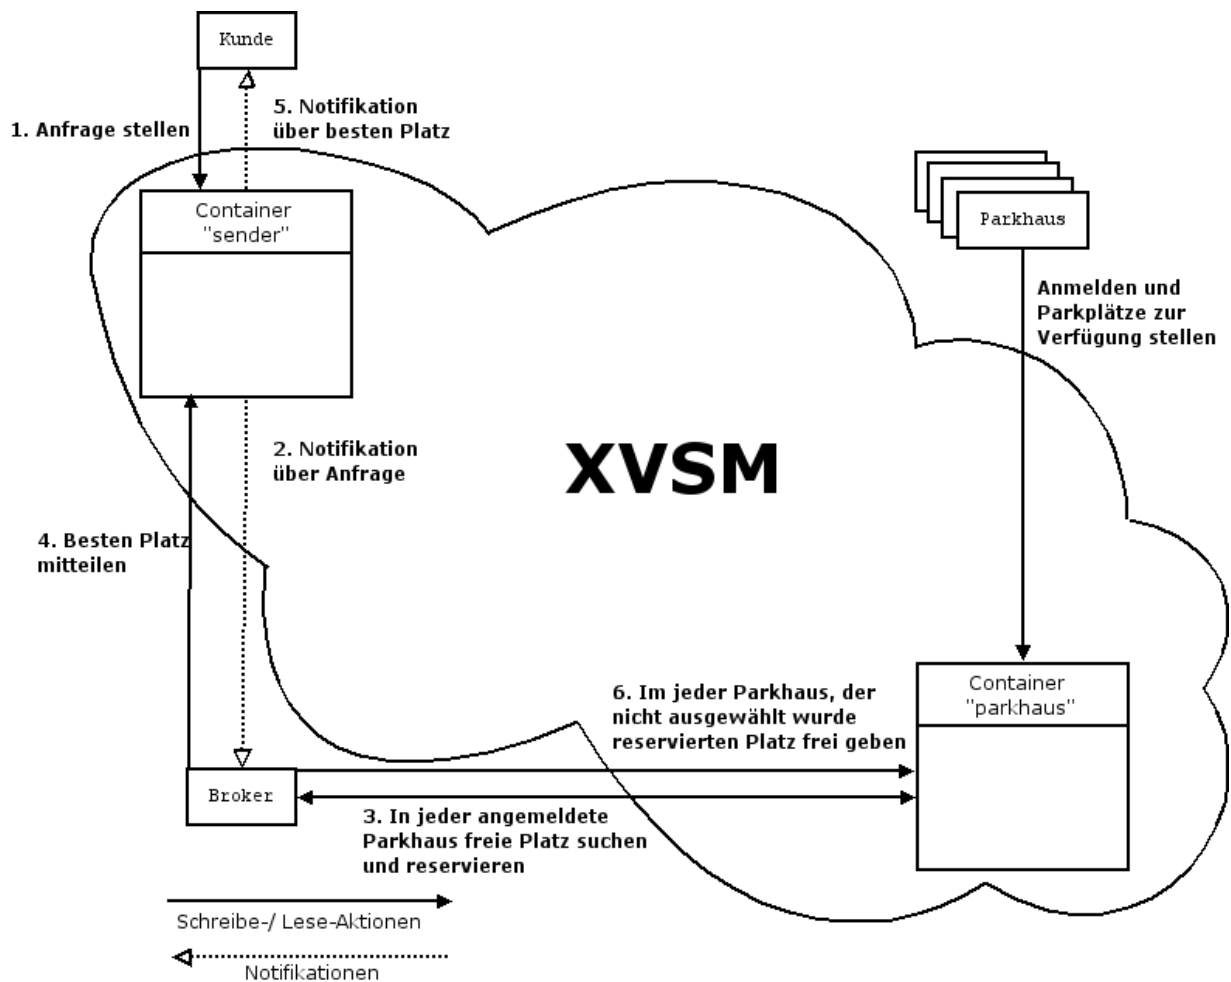 Kunde
1. Anfrage stellen
5. Notifikation
über besten Platz
Container
"sender"
Parkhaus
Anmelden und
Parkplätze zur
Verfügung stellen
XVSM
2. Notifikation
über Anfrage
4. Besten Platz
mitteilen
Container
"parkhaus"
6. Im jeder Parkhaus, der
nicht ausgewählt wurde
reservierten Platz frei geben
Broker
3. In jeder angemeldete
Parkhaus freie Platz suchen
und reservieren
Schreibe-/ Lese-Aktionen
Notifikationen